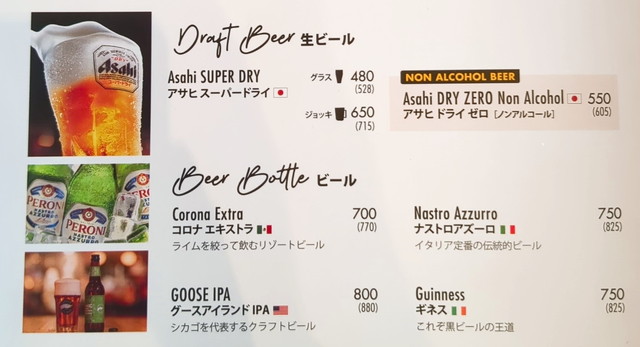 Draft Beer 生ビール
Asahi
Asahi SUPER DRY グラス 480
アサヒ スーパードライ (528)
ジョッキ 650
(715)
NON ALCOHOL BEER
Asahi DRY ZERO Non Alcohol 550
アサヒ ドライ ゼロ [ノンアルコール] (605)
Beer Bottle ビール
PERONI
NASTRO AZZURRO
PERONI
Corona Extra 700
コロナ エキストラ (770)
ライムを絞って飲むリゾートビール
Nastro Azzurro 750
ナストロアズーロ (825)
イタリア定番の伝統的ビール
GOOSE IPA 800
グースアイランド IPA (880)
シカゴを代表するクラフトビール
Guinness 750
ギネス (825)
これぞ黒ビールの王道